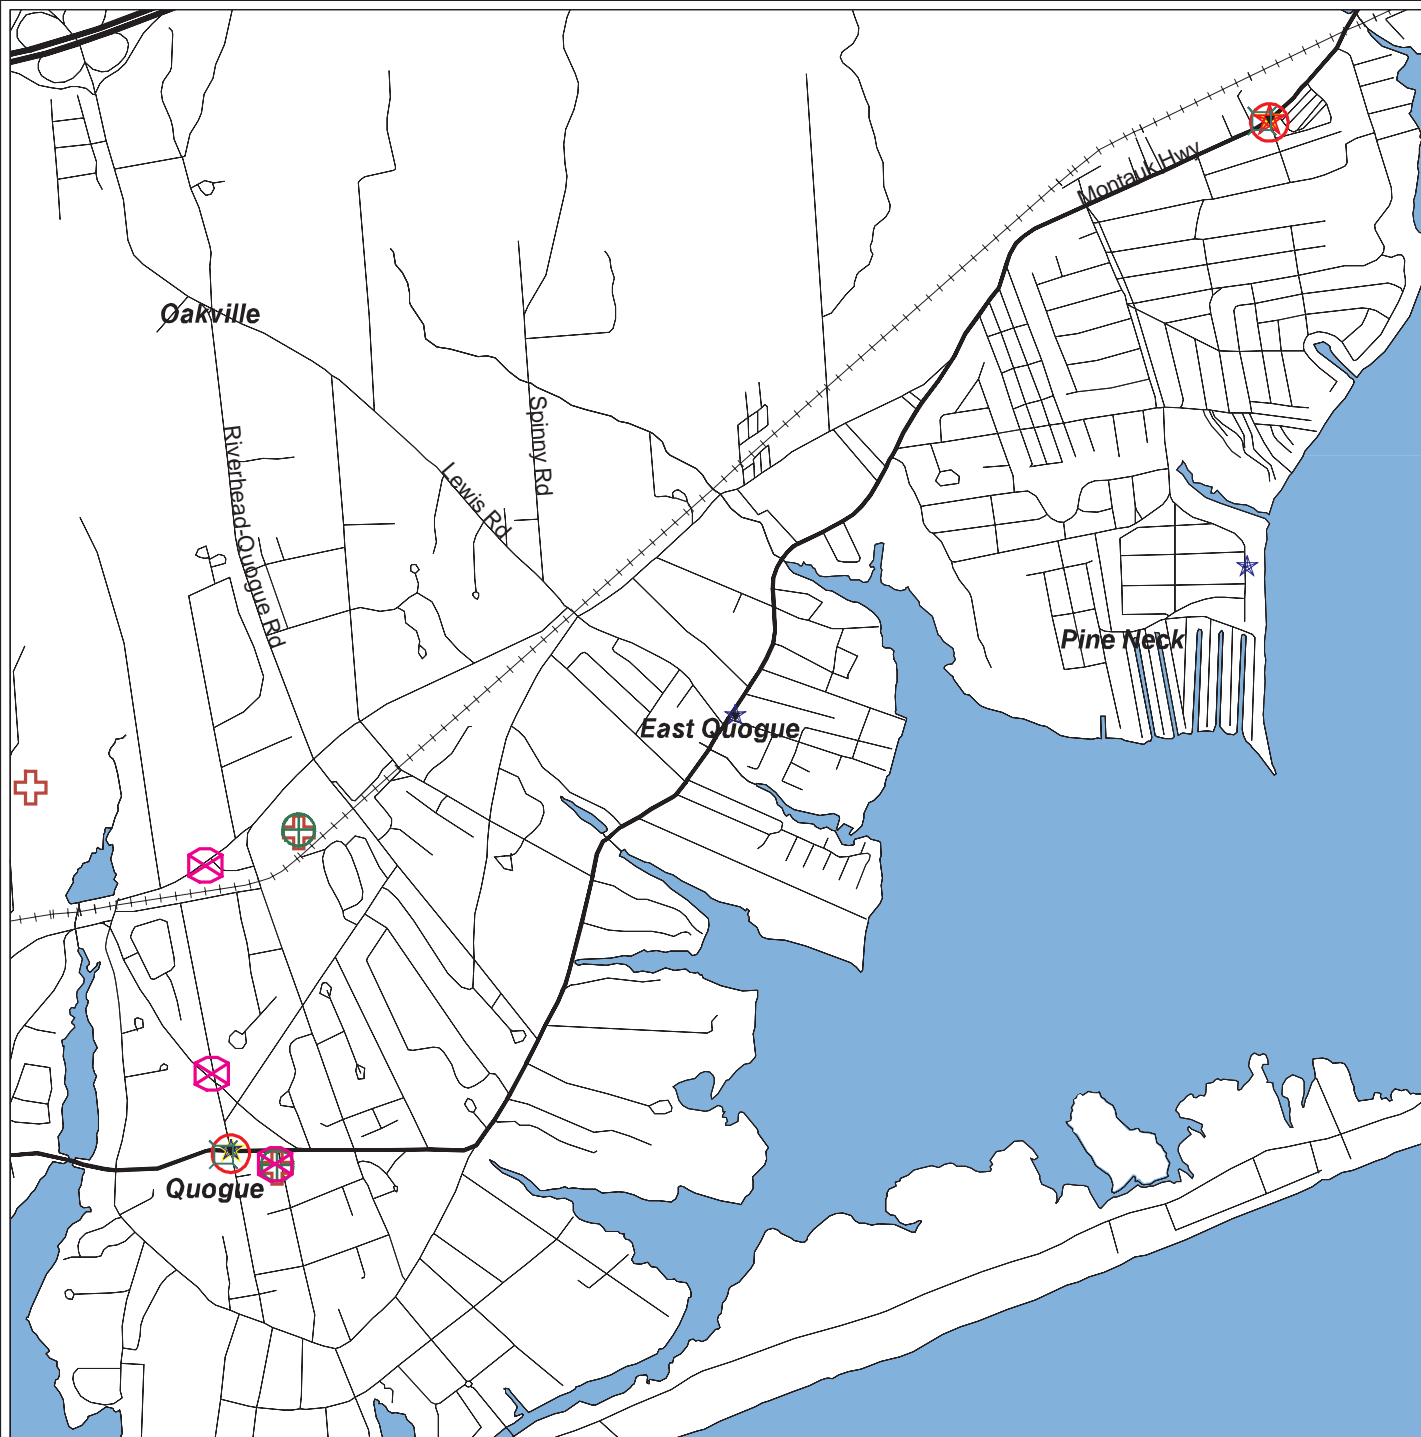 Montauk Hwy
Oakville
Spinny Rd
Riverhead-Quogue Rd
Lewis Rd
Pine Neck
East Quogue
Quogue